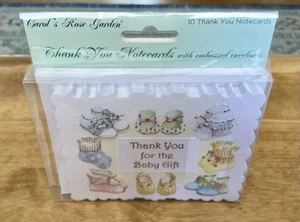 Carol's Rose Garden
10 Thank You Notecards
Thank You Notecards with embossed envelopes
Thank You
for the
Baby Gift